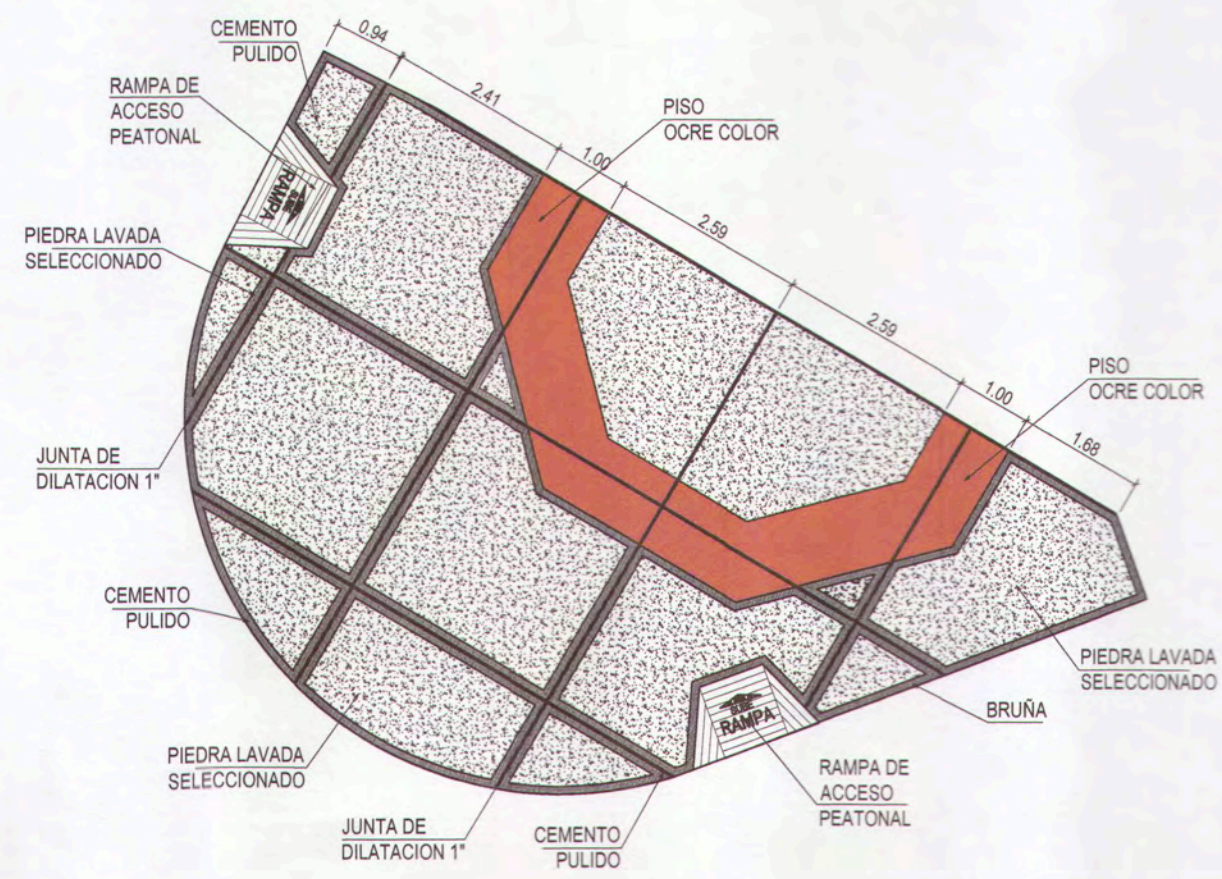 CEMENTO
PULIDO
0.94
RAMPA DE
ACCESO
PEATONAL
2.41
PISO
OCRE COLOR
1.00
SUBE
RAMPA
PIEDRA LAVADA
SELECCIONADO
2.59
2.59
PISO
OCRE COLOR
1.00
1.68
JUNTA DE
DILATACION 1"
CEMENTO
PULIDO
PIEDRA LAVADA
SELECCIONADO
SUBE
RAMPA
BRUÑA
PIEDRA LAVADA
SELECCIONADO
RAMPA DE
ACCESO
PEATONAL
JUNTA DE
DILATACION 1"
CEMENTO
PULIDO